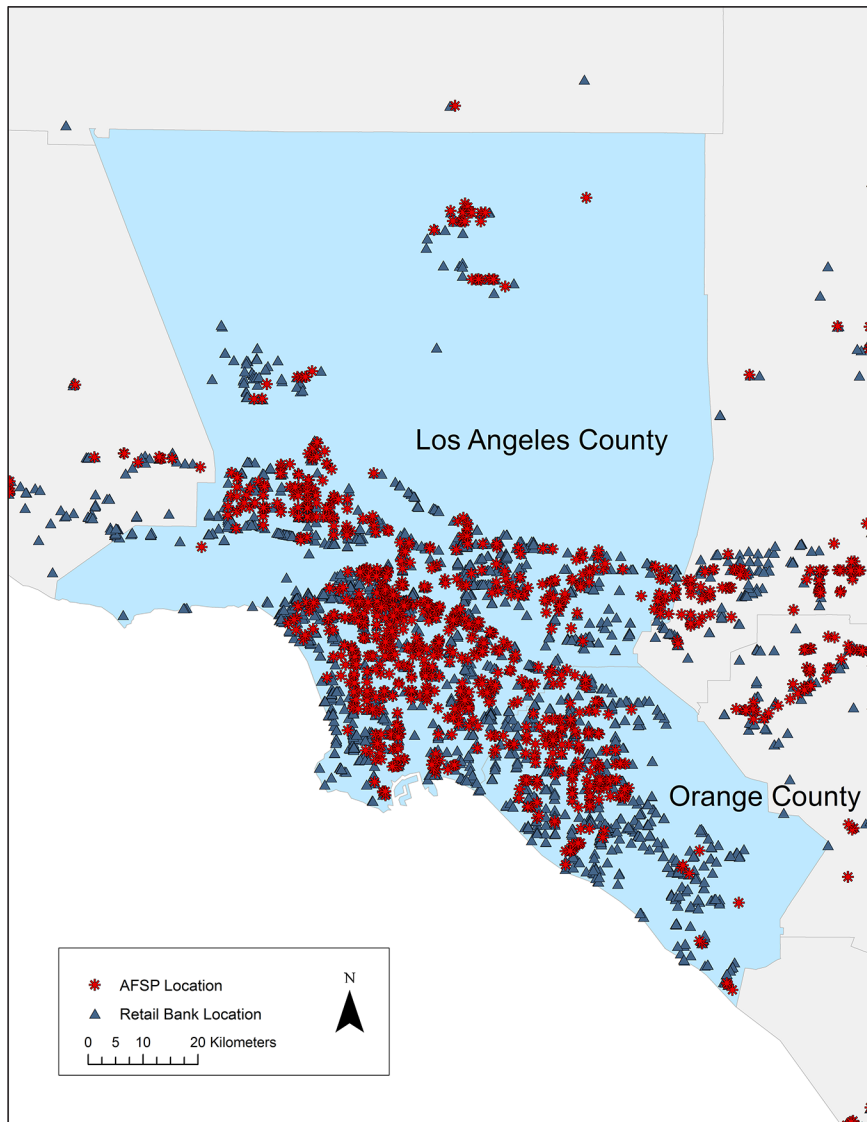 Los Angeles County
Orange County
N
AFSP Location
Retail Bank Location
0 5 10 20 Kilometers